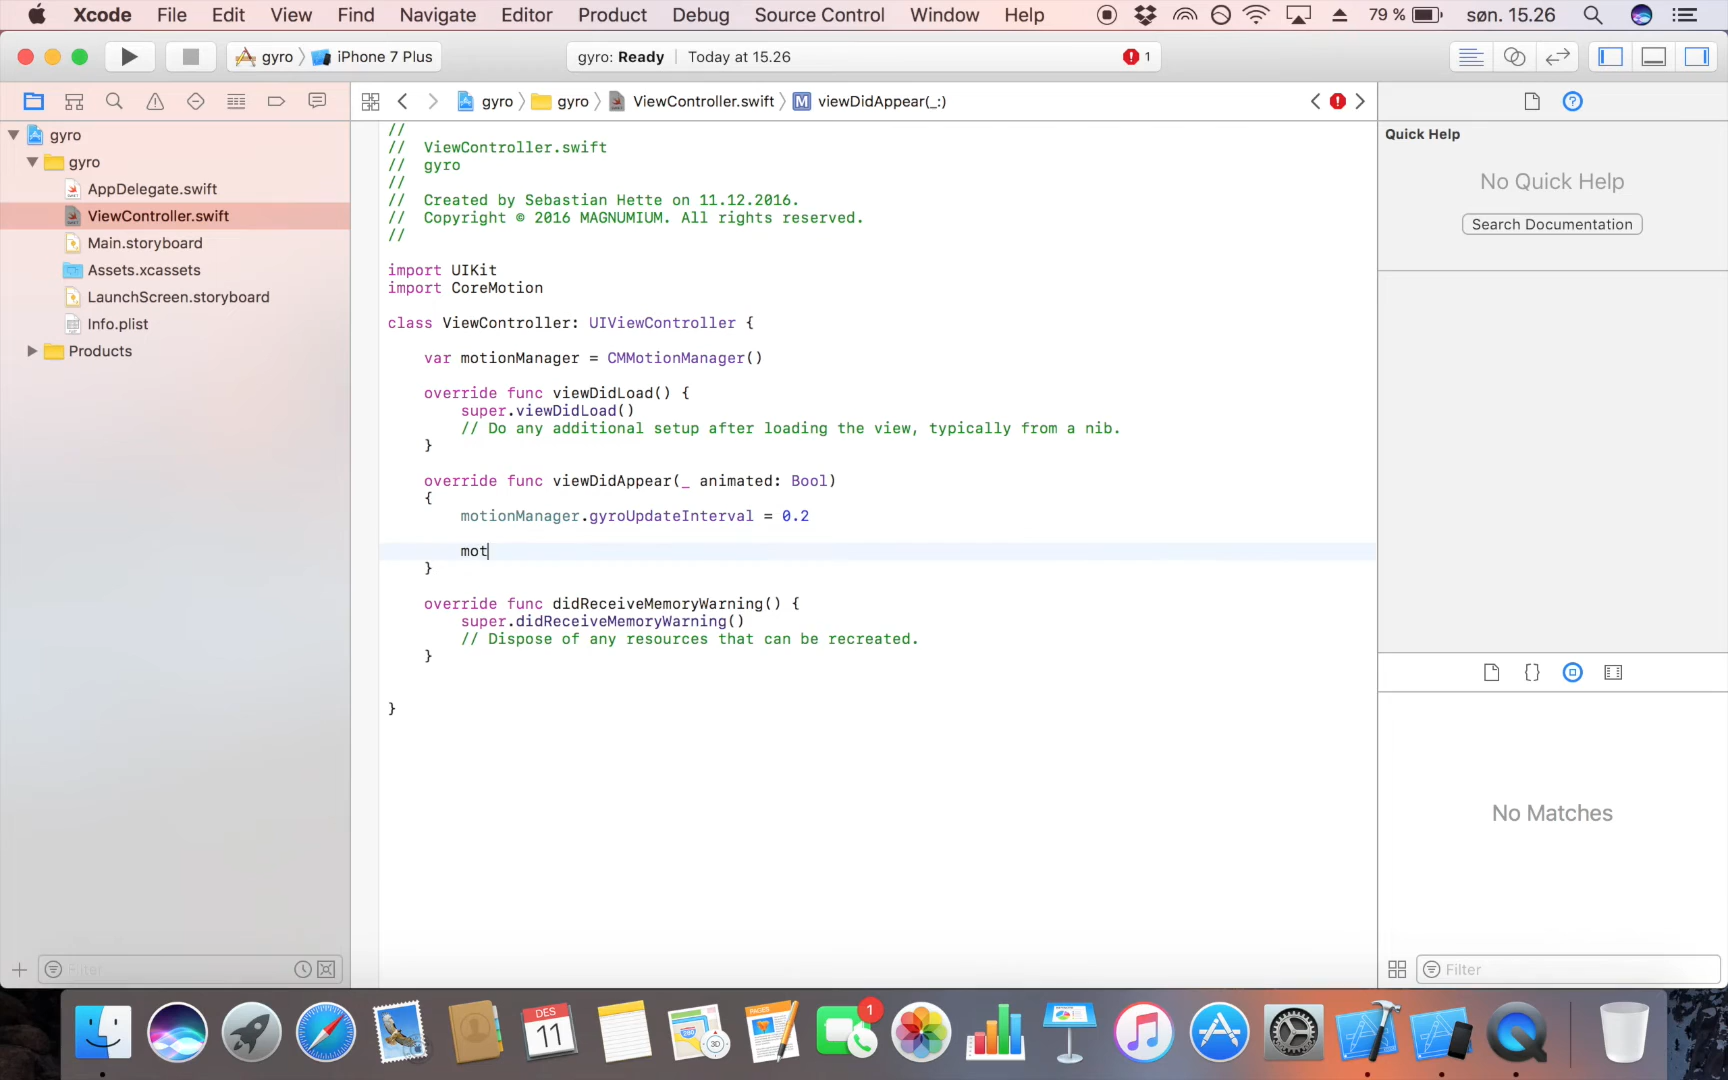 Xcode File Edit View Find Navigate Editor Product Debug Source Control Window Help 79 % søn. 15.26
gyro iPhone 7 Plus gyro: Ready Today at 15.26 1
gyro gyro ViewController.swift M viewDidAppear(_:)
gyro
gyro
AppDelegate.swift
ViewController.swift
Main.storyboard
Assets.xcassets
LaunchScreen.storyboard
Info.plist
Products
//
// ViewController.swift
// gyro
//
// Created by Sebastian Hette on 11.12.2016.
// Copyright © 2016 MAGNUMIUM. All rights reserved.
//
import UIKit
import CoreMotion
class ViewController: UIViewController {
var motionManager = CMMotionManager()
override func viewDidLoad() {
super.viewDidLoad()
// Do any additional setup after loading the view, typically from a nib.
}
override func viewDidAppear(_ animated: Bool)
{
motionManager.gyroUpdateInterval = 0.2
mot
}
override func didReceiveMemoryWarning() {
super.didReceiveMemoryWarning()
// Dispose of any resources that can be recreated.
}
}
Quick Help
No Quick Help
Search Documentation
No Matches
Filter
Filter
DES
11
3D
PAGES
1